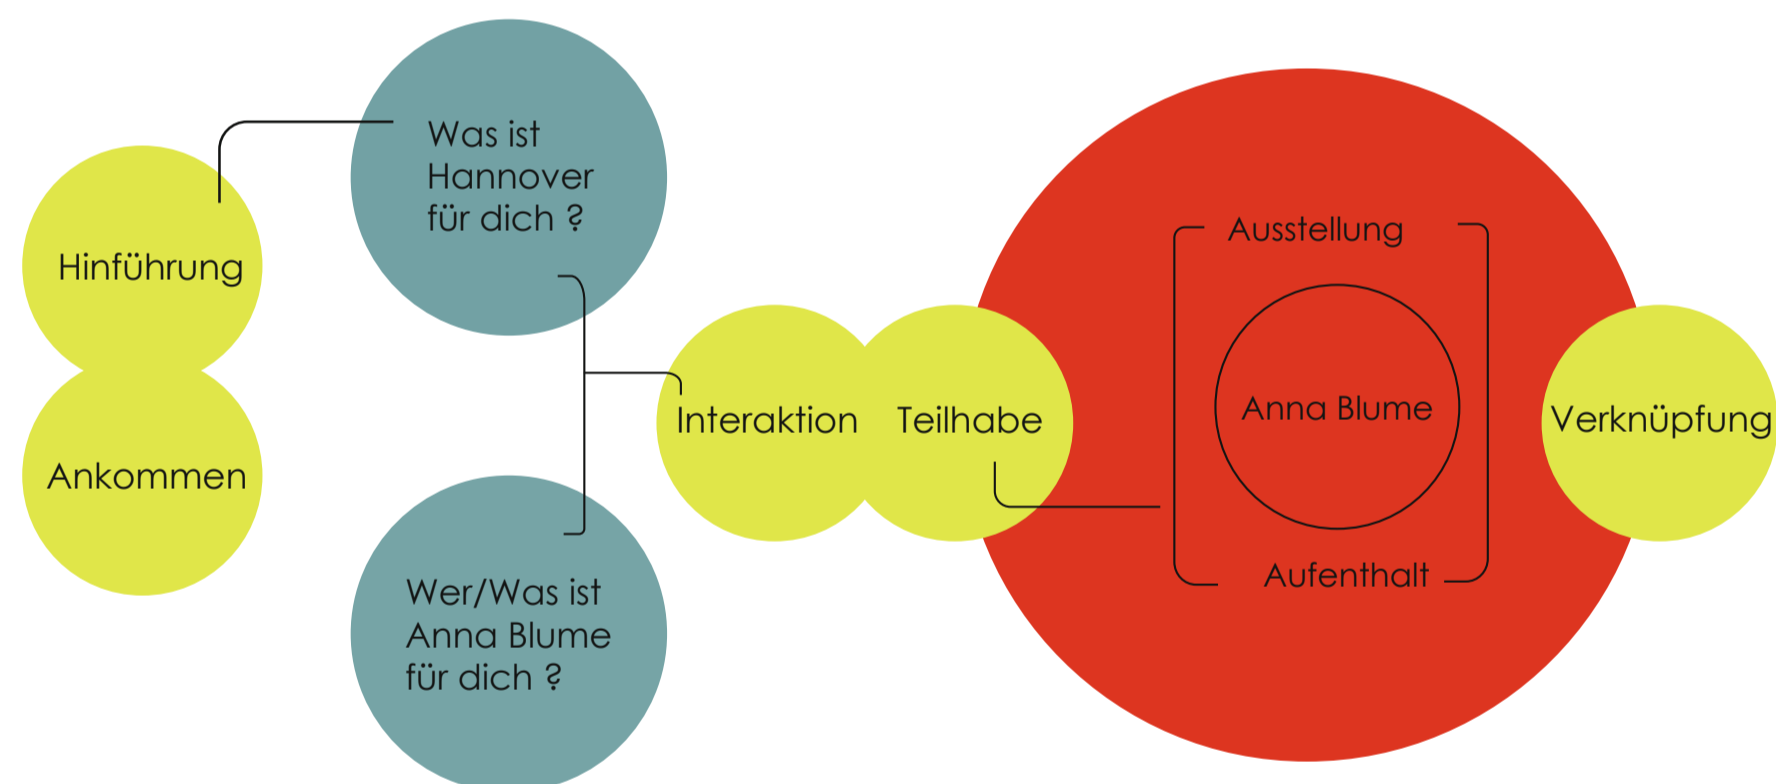 Hinführung
Ankommen
Was ist
Hannover
für dich ?
Wer/Was ist
Anna Blume
für dich ?
Interaktion
Teilhabe
Ausstellung
Anna Blume
Aufenthalt
Verknüpfung